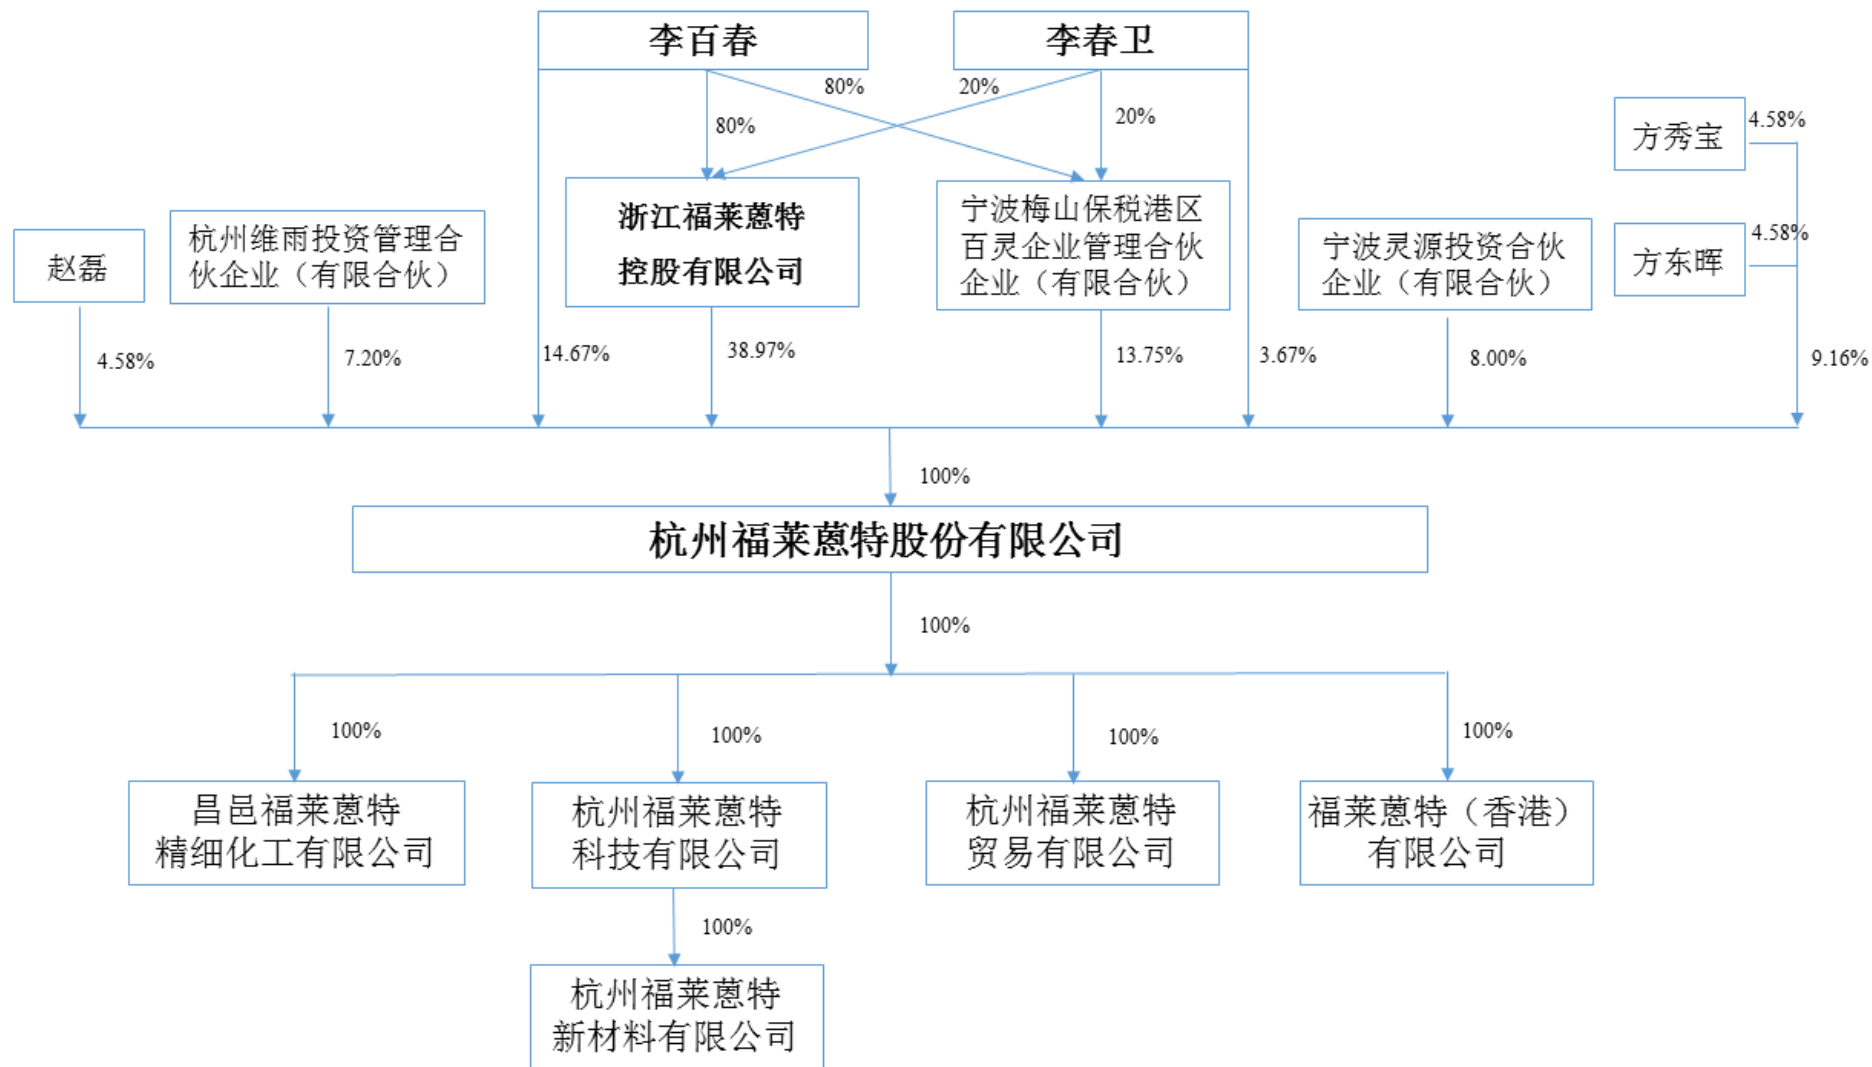 李百春
李春卫
80%
20%
80%
20%
方秀宝
4.58%
方东晖
4.58%
赵磊
杭州维雨投资管理合
伙企业（有限合伙）
浙江福莱蒽特
控股有限公司
宁波梅山保税港区
百灵企业管理合伙
企业（有限合伙）
宁波灵源投资合伙
企业（有限合伙）
4.58%
7.20%
14.67%
38.97%
13.75%
3.67%
8.00%
9.16%
100%
杭州福莱蒽特股份有限公司
100%
100%
100%
100%
100%
昌邑福莱蒽特
精细化工有限公司
杭州福莱蒽特
科技有限公司
杭州福莱蒽特
贸易有限公司
福莱蒽特（香港）
有限公司
100%
杭州福莱蒽特
新材料有限公司